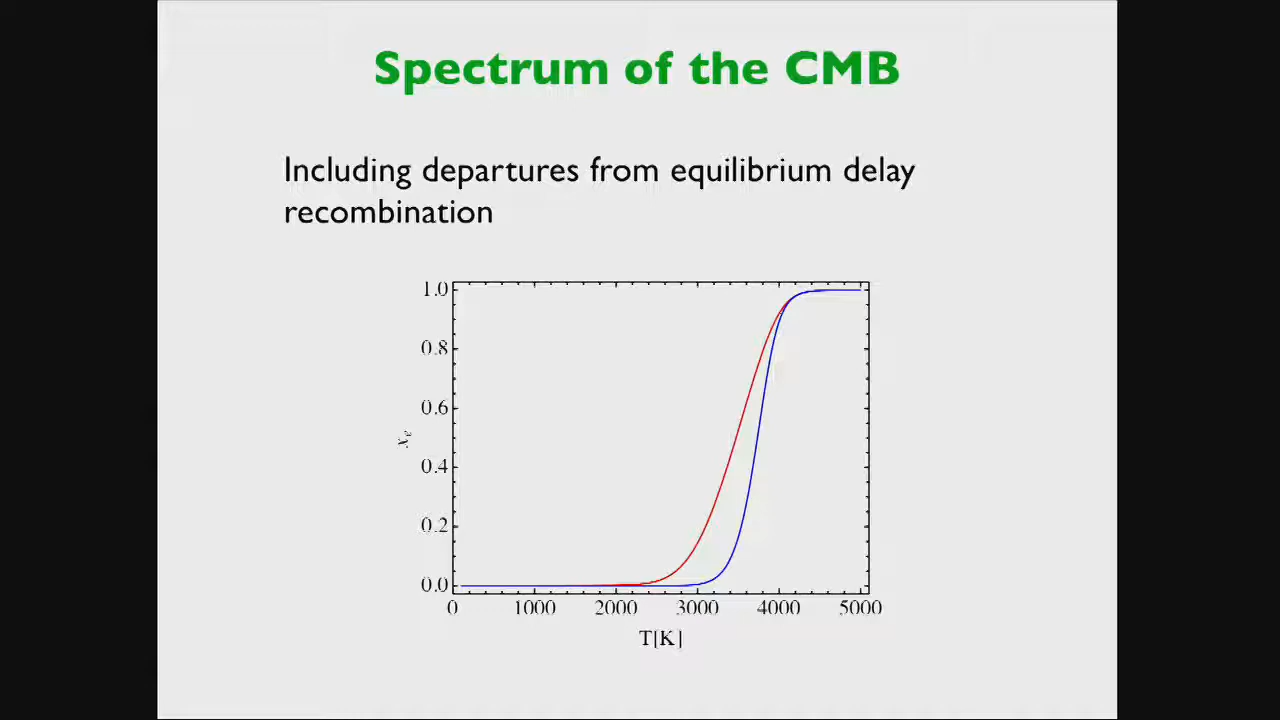 Spectrum of the CMB
Including departures from equilibrium delay
recombination
1.0
0.8
0.6
0.4
0.2
0.0
x_e
0 1000 2000 3000 4000 5000
T[K]